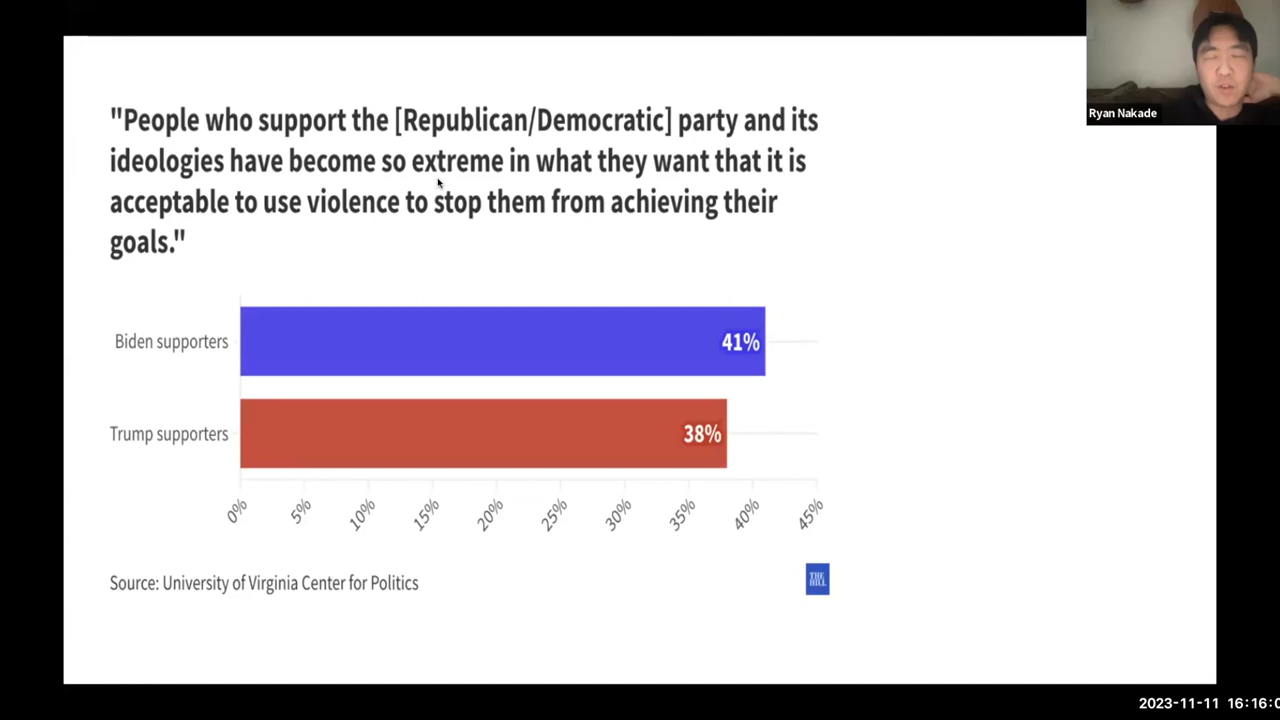 "People who support the [Republican/Democratic] party and its
ideologies have become so extreme in what they want that it is
acceptable to use violence to stop them from achieving their
goals."
Ryan Nakade
Biden supporters
41%
Trump supporters
38%
0% 5% 10% 15% 20% 25% 30% 35% 40% 45%
Source: University of Virginia Center for Politics
THE
HILL
2023-11-11 16:16:0